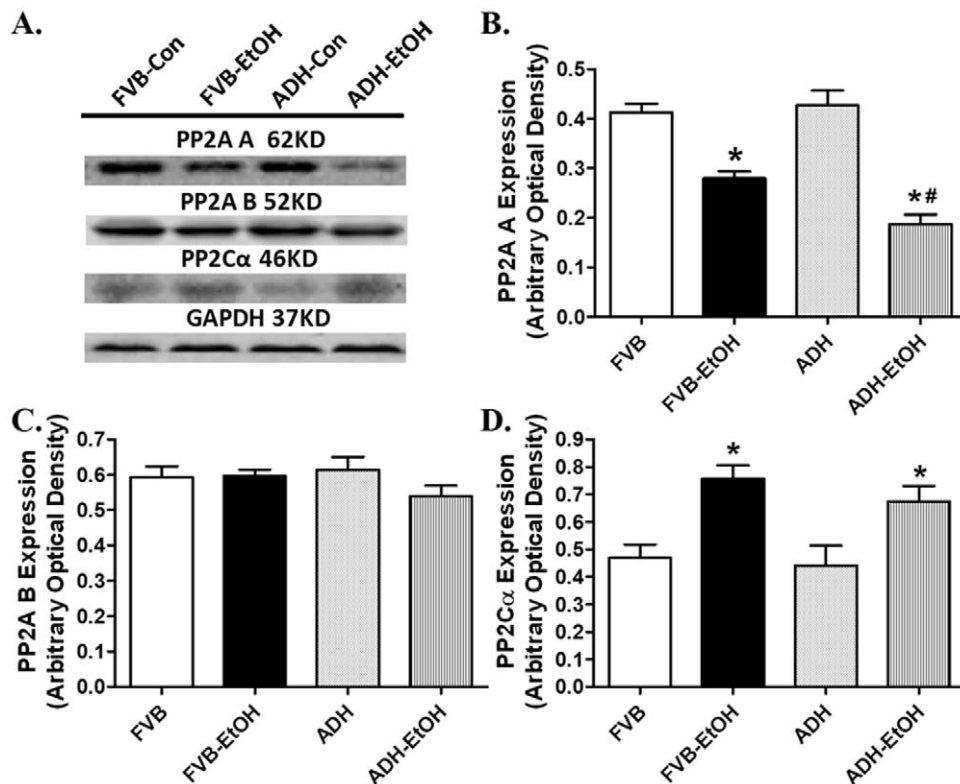 A.
FVB-Con FVB-EtOH ADH-Con ADH-EtOH
PP2A A 62KD
PP2A B 52KD
PP2Cα 46KD
GAPDH 37KD
B.
PP2A A Expression
(Arbitrary Optical Density)
0.5
0.4
0.3
0.2
0.1
0.0
*
*#
FVB FVB-EtOH ADH ADH-EtOH
C.
PP2A B Expression
(Arbitrary Optical Density)
0.7
0.6
0.5
0.4
0.3
0.2
0.1
0.0
FVB FVB-EtOH ADH ADH-EtOH
D.
PP2Cα Expression
(Arbitrary Optical Density)
0.9
0.8
0.7
0.6
0.5
0.4
0.3
0.2
0.1
0.0
*
*
FVB FVB-EtOH ADH ADH-EtOH